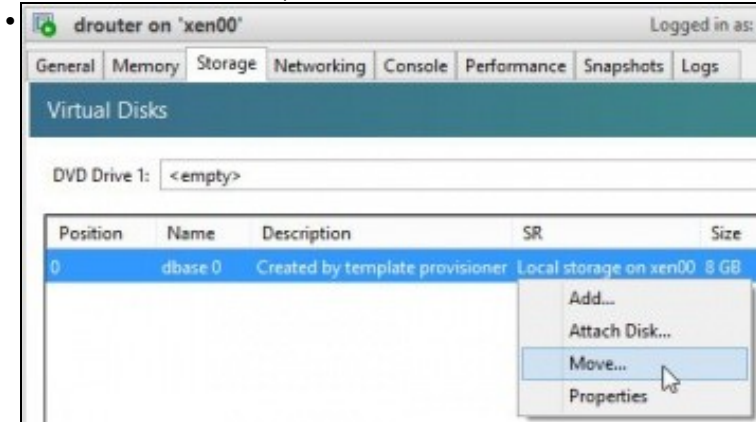 drouter on 'xen00' Logged in as:
General Memory Storage Networking Console Performance Snapshots Logs
Virtual Disks
DVD Drive 1: <empty>
Position Name Description SR Size
0 dbase 0 Created by template provisioner Local storage on xen00 8 GB
Add...
Attach Disk...
Move...
Properties